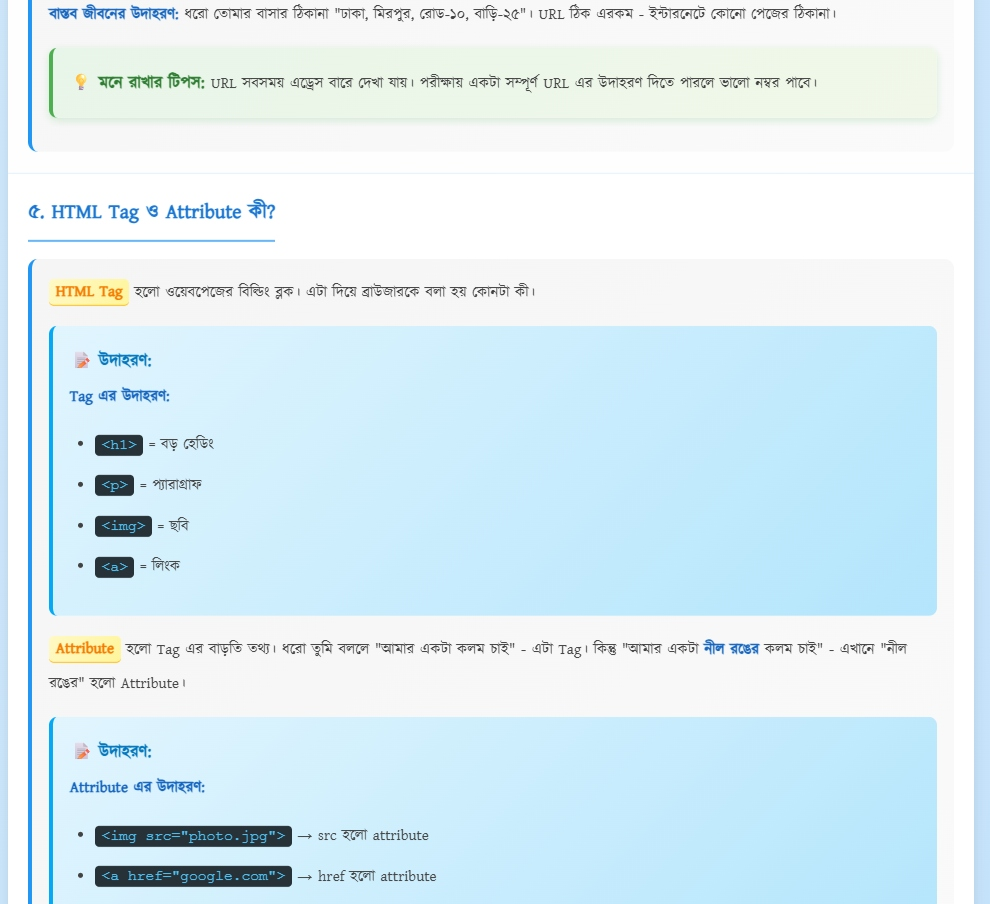 বাস্তব জীবনের উদাহরণ: ধরো তোমার বাসার ঠিকানা "ঢাকা, মিরপুর, রোড-১০, বাড়ি-২৫"। URL ঠিক এরকম - ইন্টারনেটে কোনো পেজের ঠিকানা।
💡 মনে রাখার টিপস: URL সবসময় এড্রেস বারে দেখা যায়। পরীক্ষায় একটা সম্পূর্ণ URL এর উদাহরণ দিতে পারলে ভালো নম্বর পাবে।
৫. HTML Tag ও Attribute কী?
HTML Tag হলো ওয়েবপেজের বিল্ডিং ব্লক। এটা দিয়ে ব্রাউজারকে বলা হয় কোনটা কী।
📝 উদাহরণ:
Tag এর উদাহরণ:
• <h1> = বড় হেডিং
• <p> = প্যারাগ্রাফ
• <img> = ছবি
• <a> = লিংক
Attribute হলো Tag এর বাড়তি তথ্য। ধরো তুমি বললে "আমার একটা কলম চাই" - এটা Tag। কিন্তু "আমার একটা নীল রঙের কলম চাই" - এখানে "নীল
রঙের" হলো Attribute।
📝 উদাহরণ:
Attribute এর উদাহরণ:
• <img src="photo.jpg"> → src হলো attribute
• <a href="google.com"> → href হলো attribute